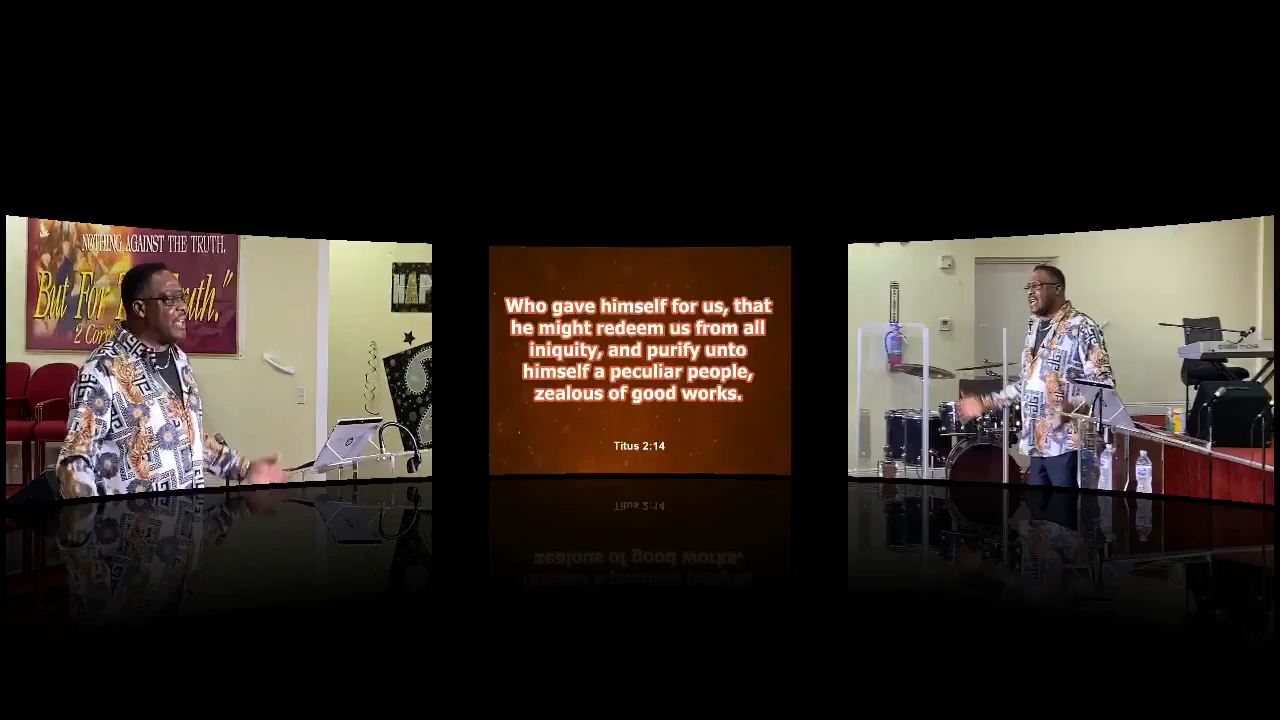 NOTHING AGAINST THE TRUTH,
But For
2 Cor
Who gave himself for us, that
he might redeem us from all
iniquity, and purify unto
himself a peculiar people,
zealous of good works.
Titus 2:14